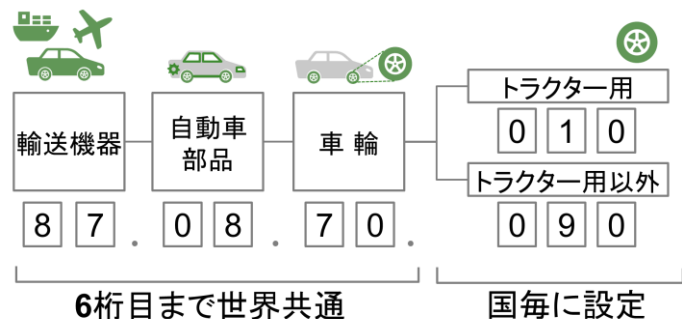 輸送機器
自動車
部品
車輪
トラクター用
0 1 0
トラクター用以外
8 7 . 0 8 . 7 0 .
0 9 0
6桁目まで世界共通
国毎に設定